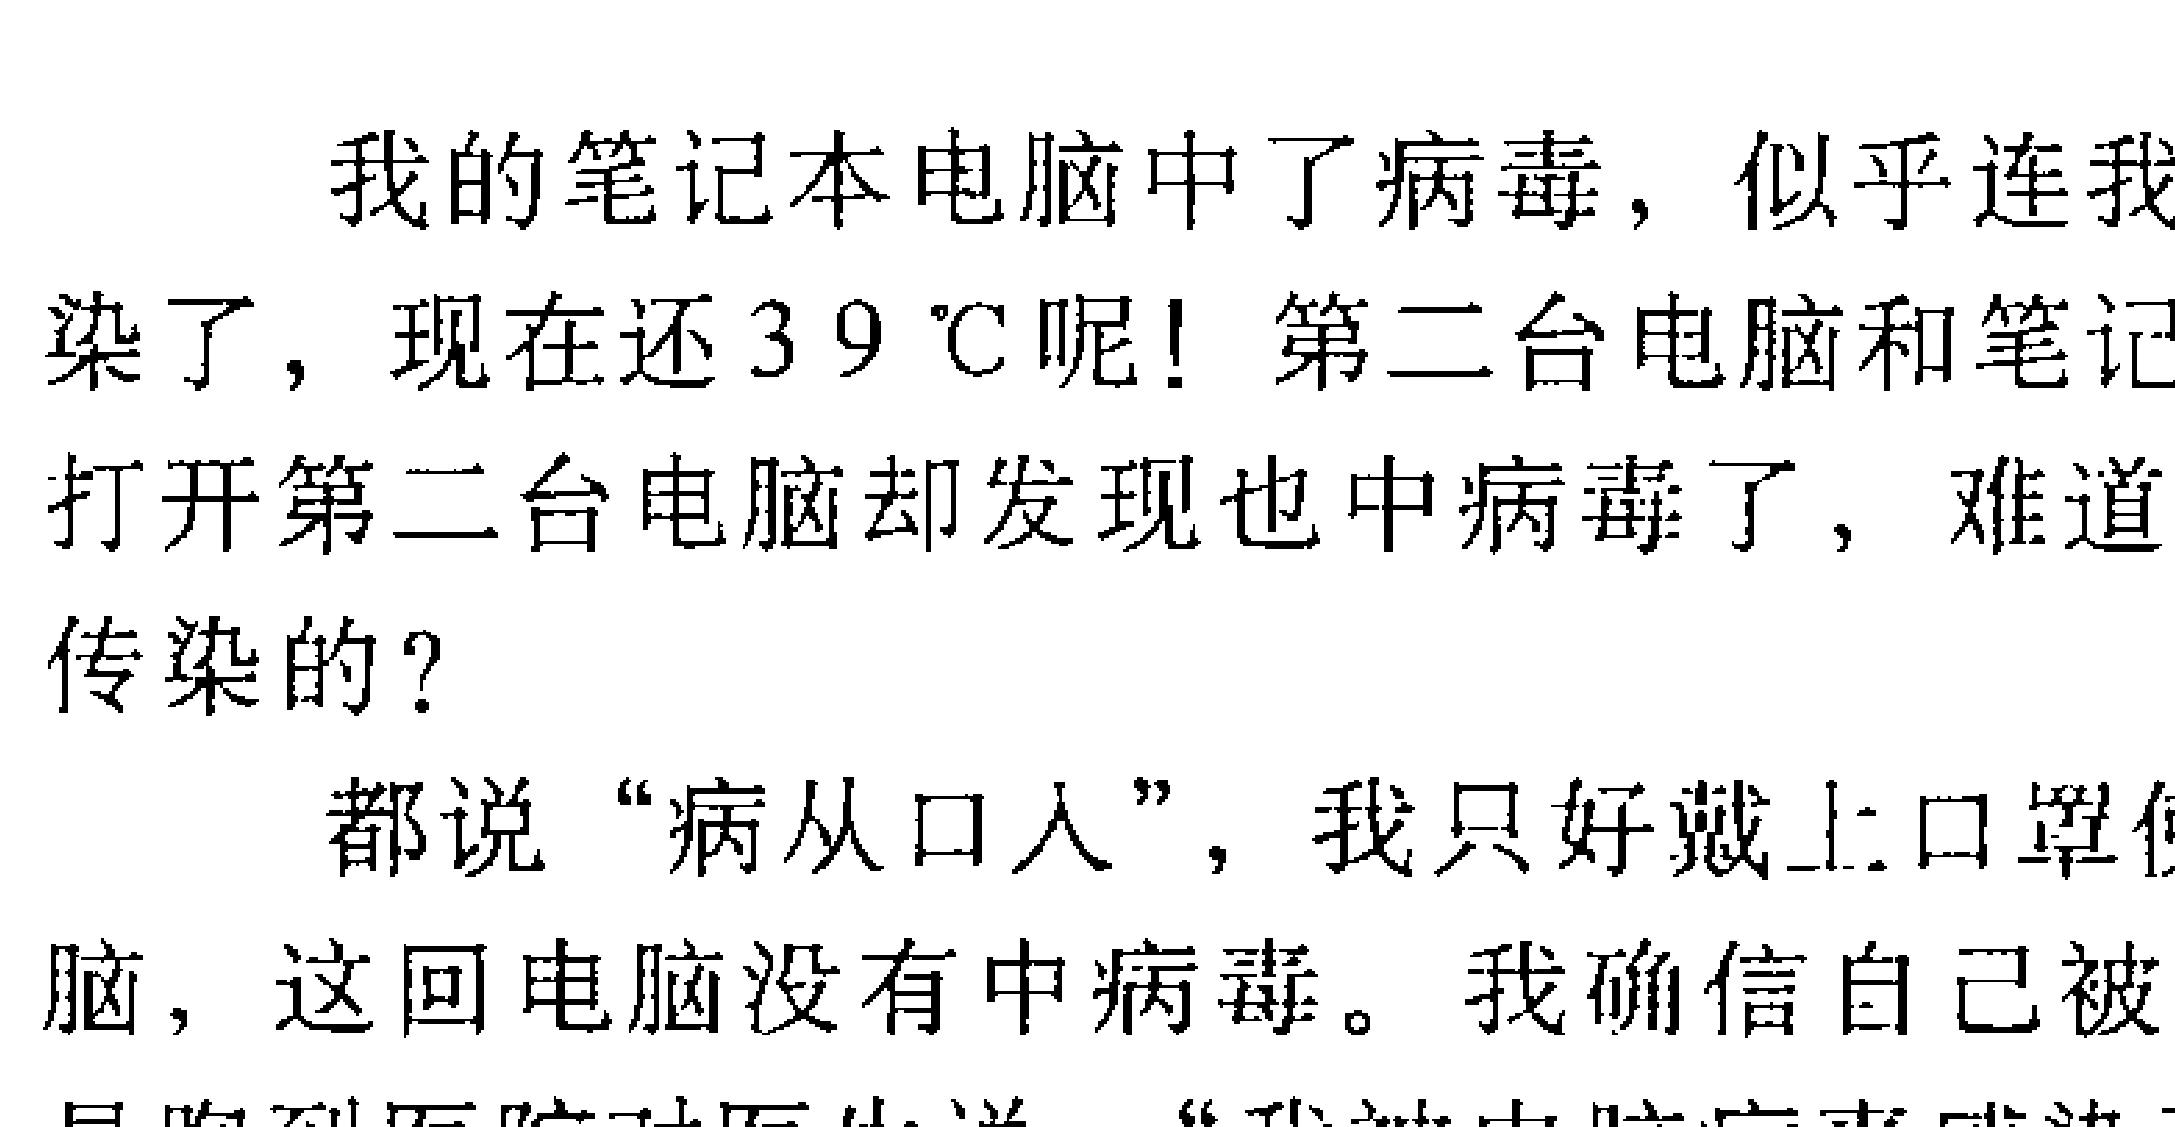 我的笔记本电脑中了病毒，似乎连我
染了，现在还39℃呢！第二台电脑和笔记
打开第二台电脑却发现也中病毒了，难道
传染的？
都说“病从口入”，我只好戴上口罩
脑，这回电脑没有中病毒。我确信自己被